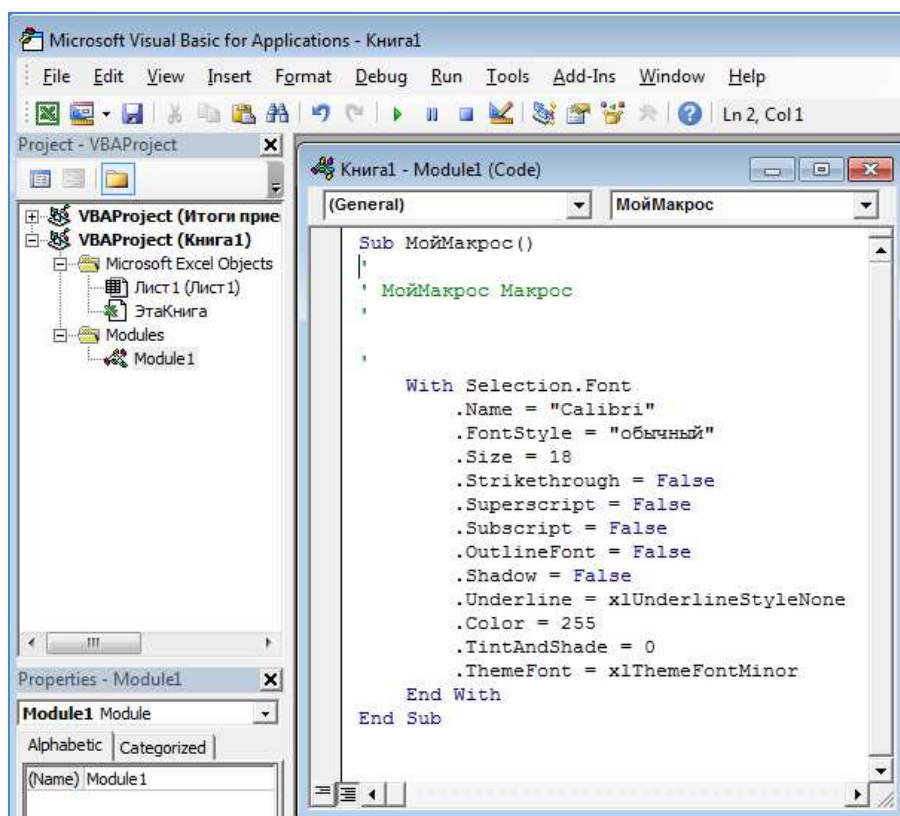 Microsoft Visual Basic for Applications - Книга1
File Edit View Insert Format Debug Run Tools Add-Ins Window Help
Ln 2, Col 1
Project - VBAProject
VBAProject (Итоги прие
VBAProject (Книга1)
Microsoft Excel Objects
Лист1 (Лист1)
ЭтаКнига
Modules
Module1
Properties - Module1
Module1 Module
Alphabetic Categorized
(Name) Module1
Книга1 - Module1 (Code)
(General) МойМакрос
Sub МойМакрос()
'
' МойМакрос Макрос
'
'
With Selection.Font
.Name = "Calibri"
.FontStyle = "обычный"
.Size = 18
.Strikethrough = False
.Superscript = False
.Subscript = False
.OutlineFont = False
.Shadow = False
.Underline = xlUnderlineStyleNone
.Color = 255
.TintAndShade = 0
.ThemeFont = xlThemeFontMinor
End With
End Sub